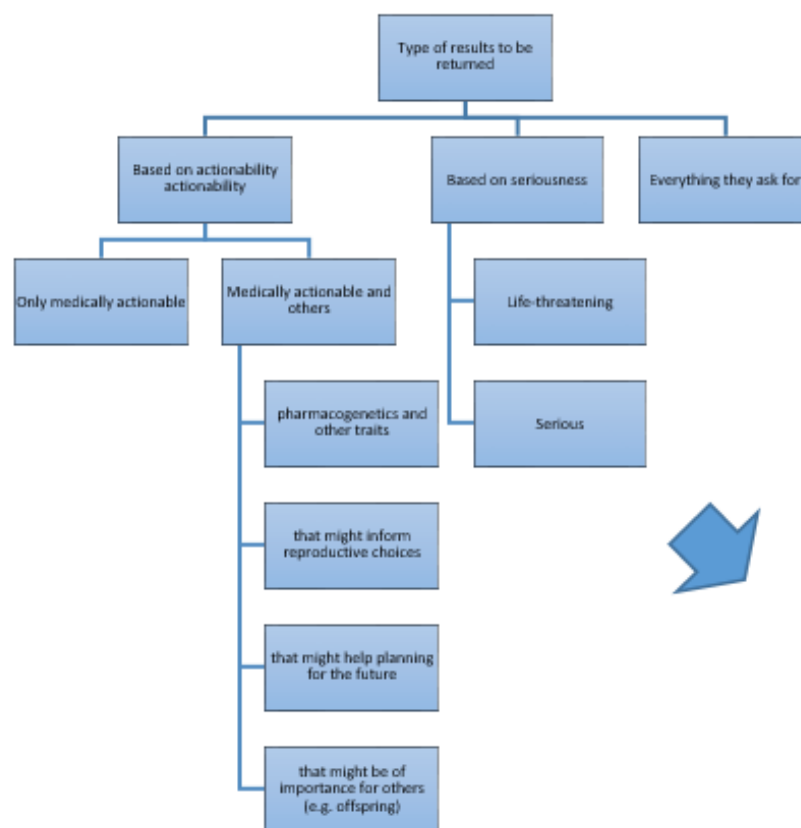 Type of results to be
returned
Based on actionability
actionability
Based on seriousness
Everything they ask for
Only medically actionable
Medically actionable and
others
Life-threatening
pharmacogenetics and
other traits
Serious
that might inform
reproductive choices
that might help planning
for the future
that might be of
importance for others
(e.g. offspring)